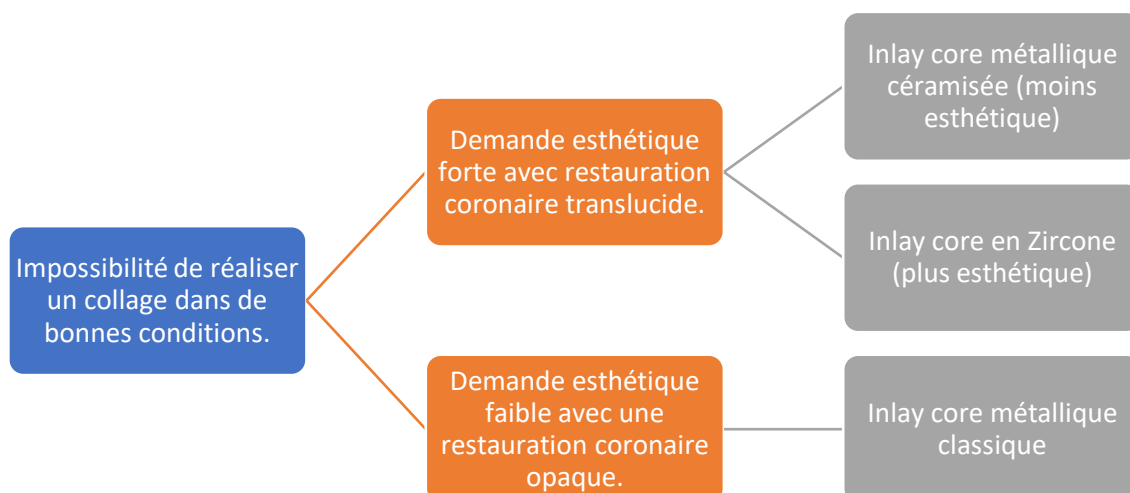 Impossibilité de réaliser
un collage dans de
bonnes conditions.
Demande esthétique
forte avec restauration
coronaire translucide.
Demande esthétique
faible avec une
restauration coronaire
opaque.
Inlay core métallique
céramisée (moins
esthétique)
Inlay core en Zircone
(plus esthétique)
Inlay core métallique
classique